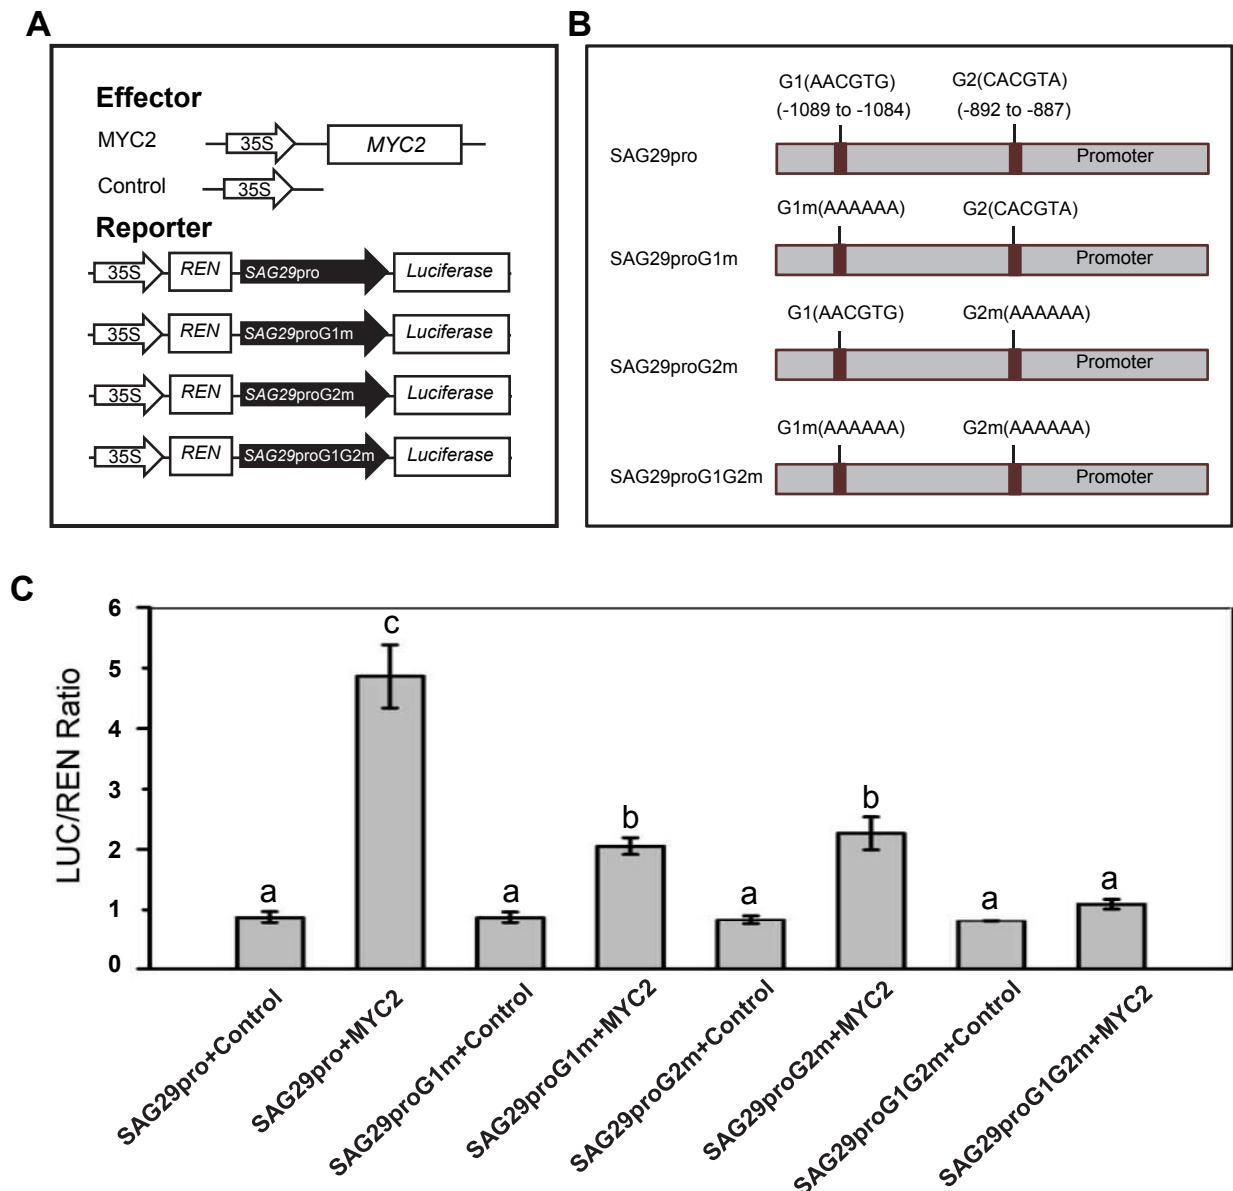 A
Effector
MYC2
35S
MYC2
Control
35S
Reporter
35S REN SAG29pro Luciferase
35S REN SAG29proG1m Luciferase
35S REN SAG29proG2m Luciferase
35S REN SAG29proG1G2m Luciferase
B
G1(AACGTG) G2(CACGTA)
(-1089 to -1084) (-892 to -887)
SAG29pro Promoter
G1m(AAAAAA) G2(CACGTA)
SAG29proG1m Promoter
G1(AACGTG) G2m(AAAAAA)
SAG29proG2m Promoter
G1m(AAAAAA) G2m(AAAAAA)
SAG29proG1G2m Promoter
C
LUC/REN Ratio
6
5
4
3
2
1
0
a
c
a
b
a
b
a
a
SAG29pro+Control
SAG29pro+MYC2
SAG29proG1m+Control
SAG29proG1m+MYC2
SAG29proG2m+Control
SAG29proG2m+MYC2
SAG29proG1G2m+Control
SAG29proG1G2m+MYC2